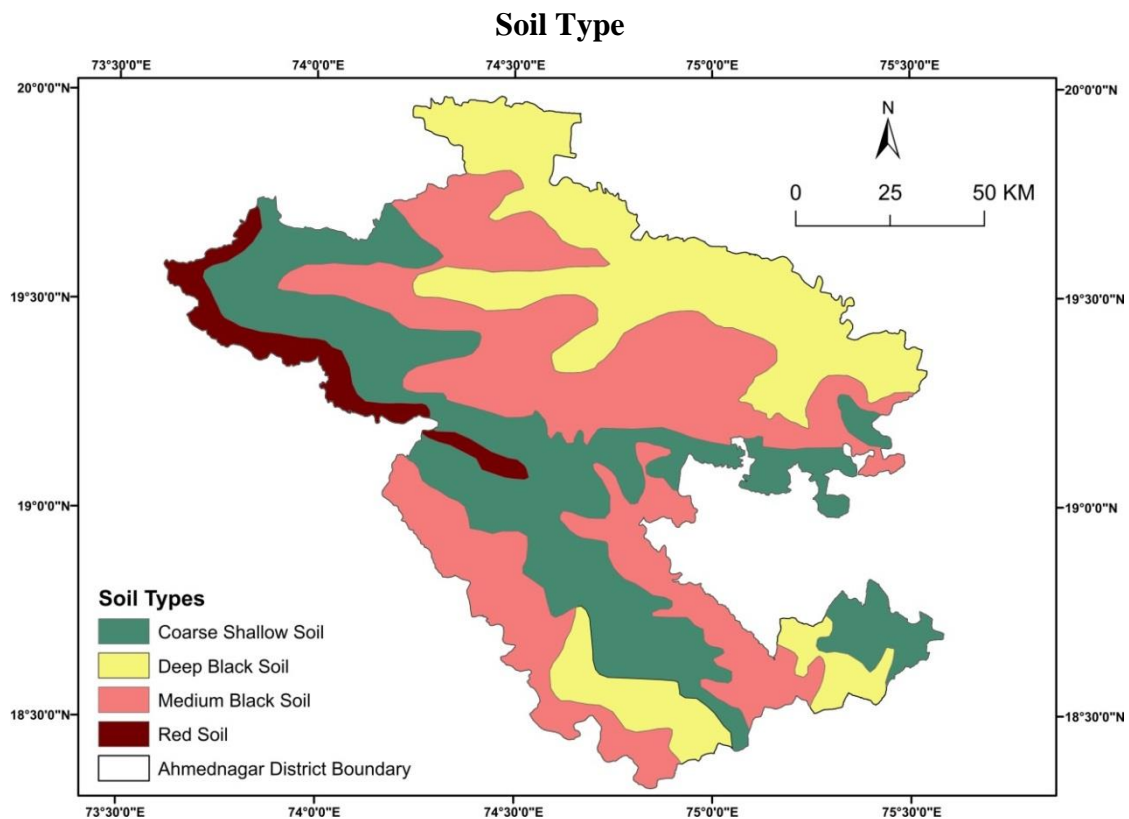 Soil Type
73°30'0"E 74°0'0"E 74°30'0"E 75°0'0"E 75°30'0"E
20°0'0"N 20°0'0"N
N
0 25 50 KM
19°30'0"N 19°30'0"N
19°0'0"N 19°0'0"N
Soil Types
Coarse Shallow Soil
Deep Black Soil
Medium Black Soil
18°30'0"N 18°30'0"N
Red Soil
Ahmednagar District Boundary
73°30'0"E 74°0'0"E 74°30'0"E 75°0'0"E 75°30'0"E